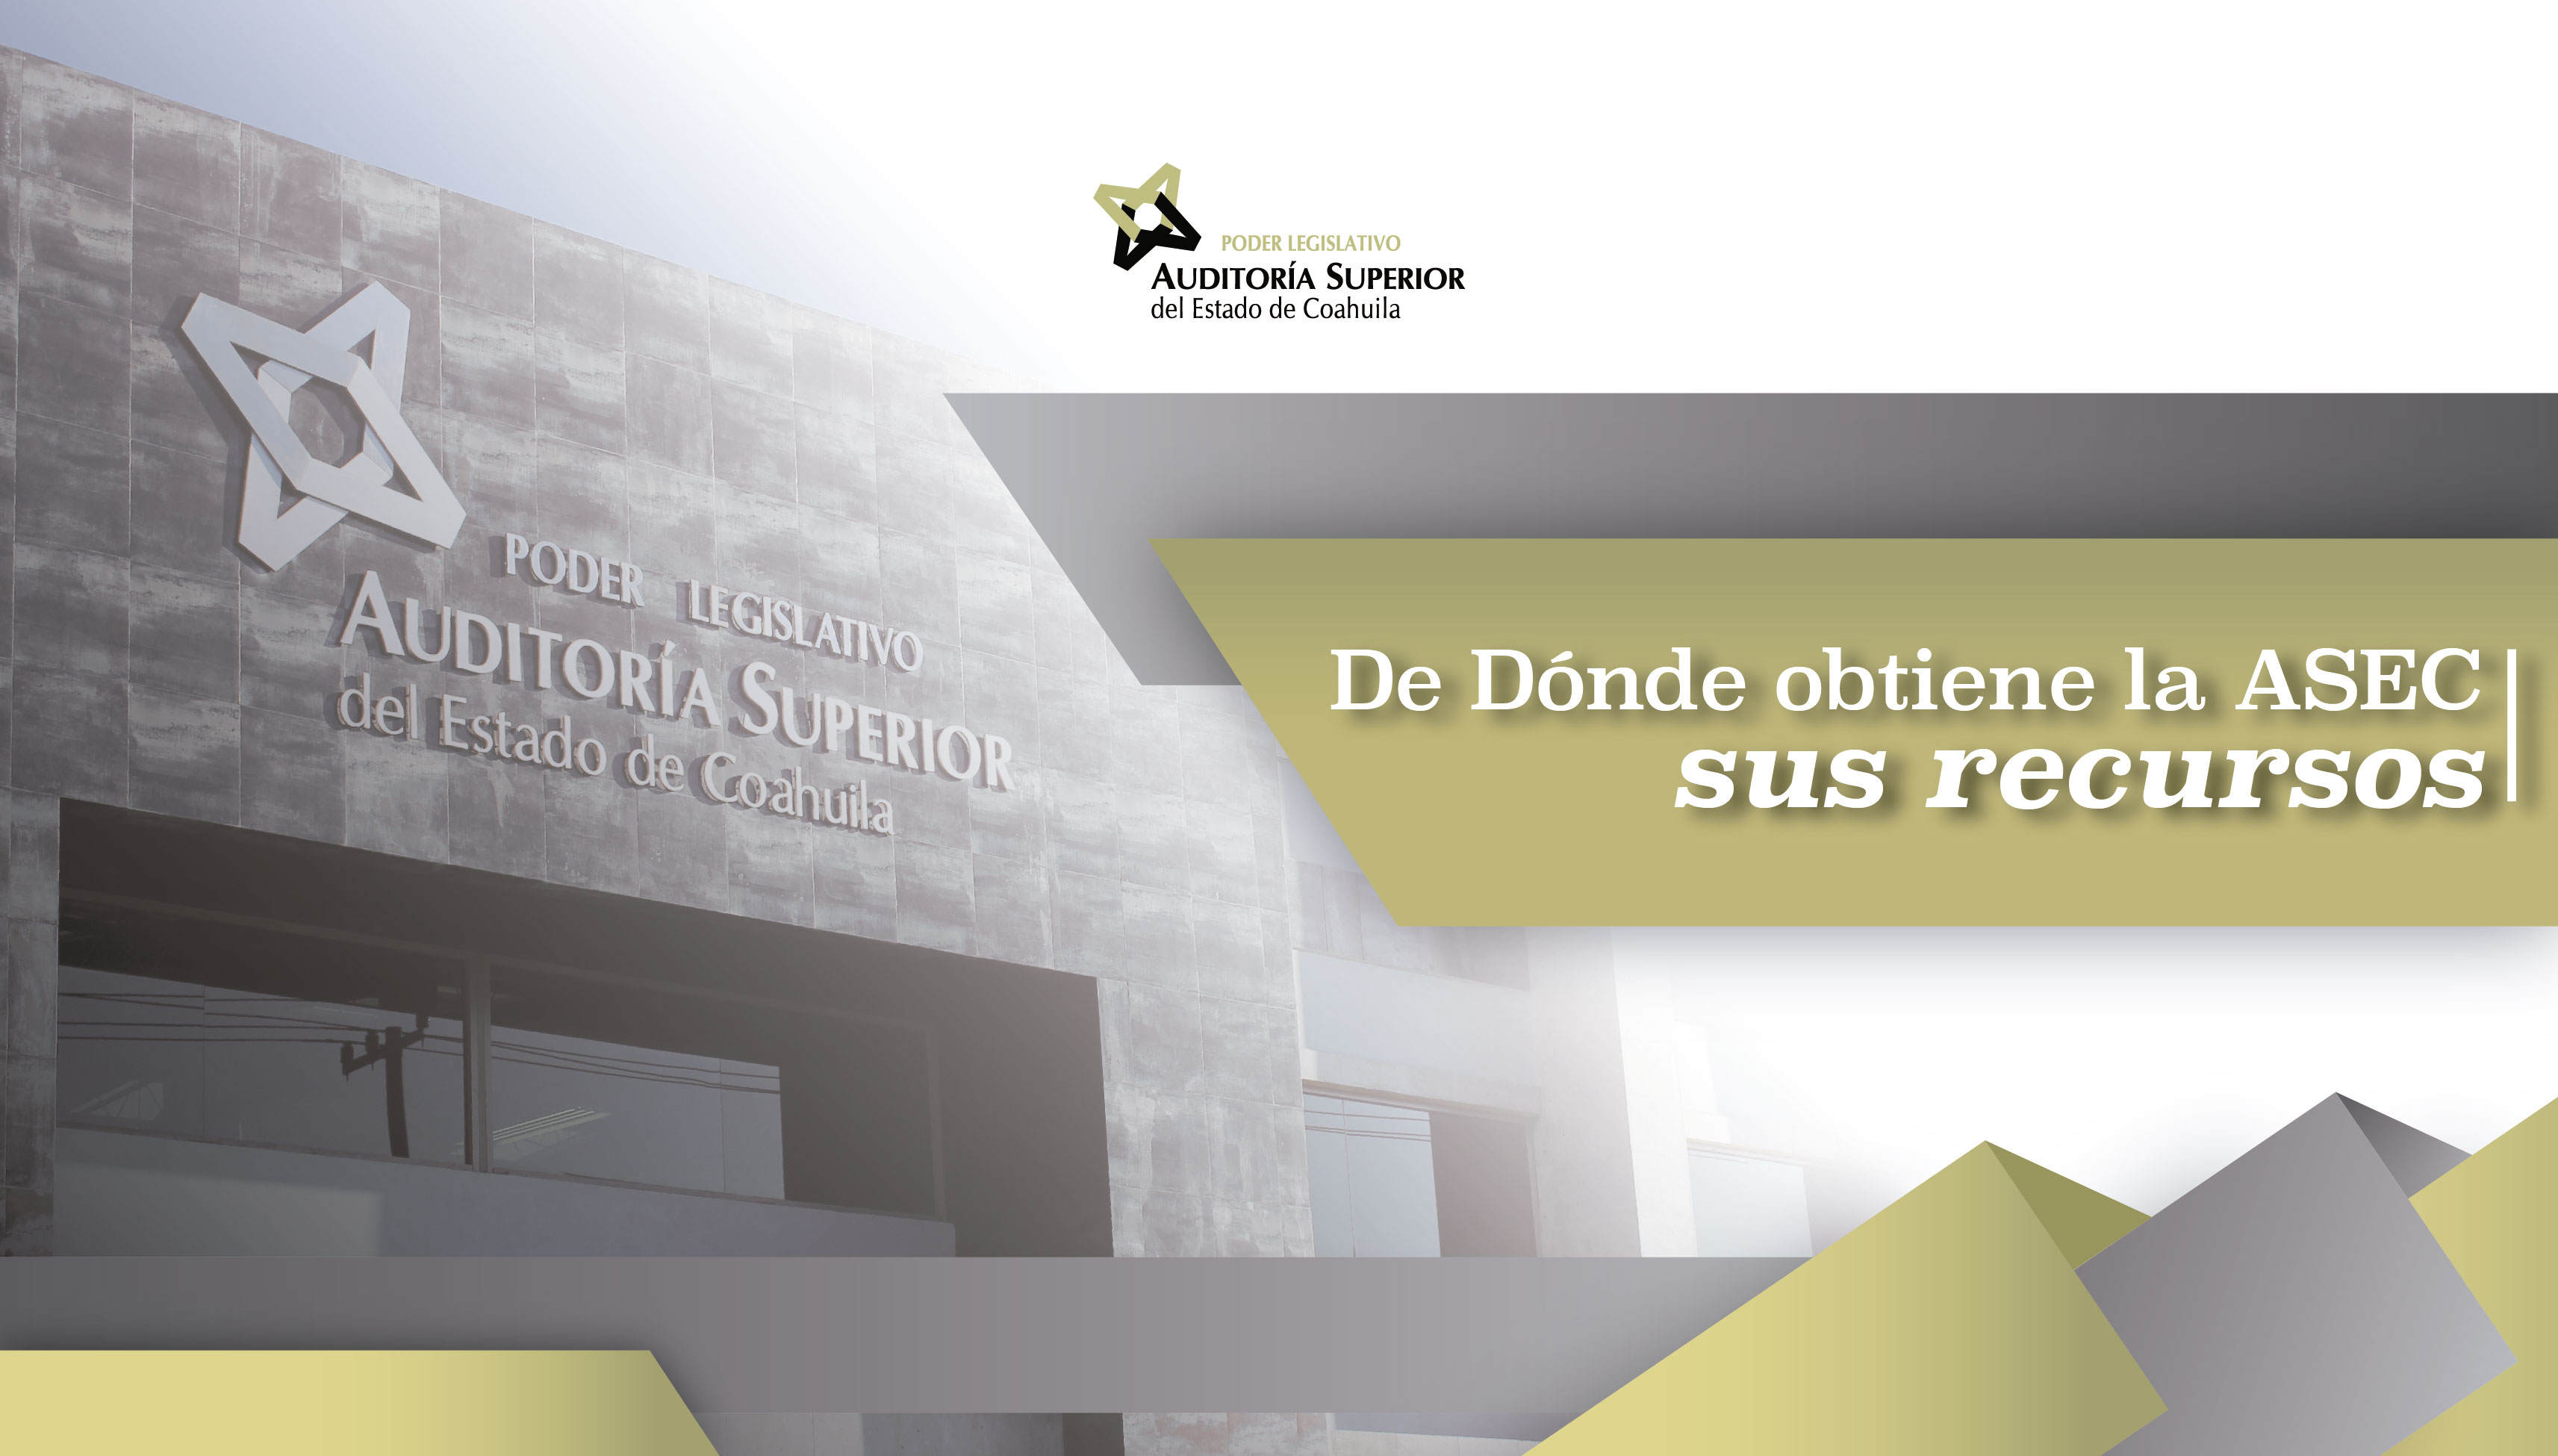 PODER LEGISLATIVO
AUDITORÍA SUPERIOR
del Estado de Coahuila
PODER LEGISLATIVO
AUDITORÍA SUPERIOR
del Estado de Coahuila
De Dónde obtiene la ASEC
sus recursos